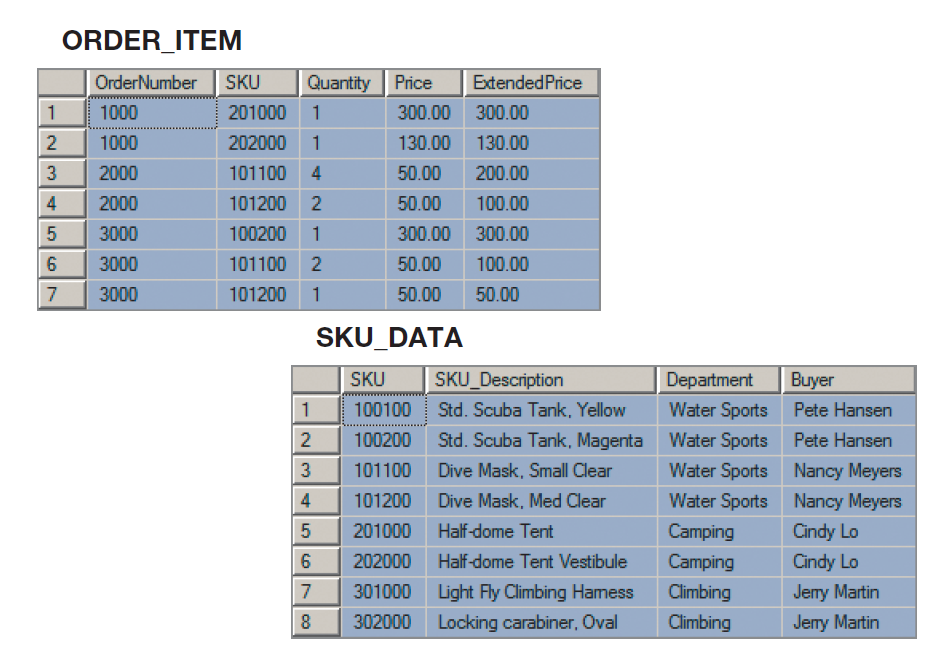 ORDER_ITEM
OrderNumber SKU Quantity Price ExtendedPrice
1 1000 201000 1 300.00 300.00
2 1000 202000 1 130.00 130.00
3 2000 101100 4 50.00 200.00
4 2000 101200 2 50.00 100.00
5 3000 100200 1 300.00 300.00
6 3000 101100 2 50.00 100.00
7 3000 101200 1 50.00 50.00
SKU_DATA
SKU SKU_Description Department Buyer
1 100100 Std. Scuba Tank, Yellow Water Sports Pete Hansen
2 100200 Std. Scuba Tank, Magenta Water Sports Pete Hansen
3 101100 Dive Mask, Small Clear Water Sports Nancy Meyers
4 101200 Dive Mask, Med Clear Water Sports Nancy Meyers
5 201000 Half-dome Tent Camping Cindy Lo
6 202000 Half-dome Tent Vestibule Camping Cindy Lo
7 301000 Light Fly Climbing Harness Climbing Jerry Martin
8 302000 Locking carabiner, Oval Climbing Jerry Martin